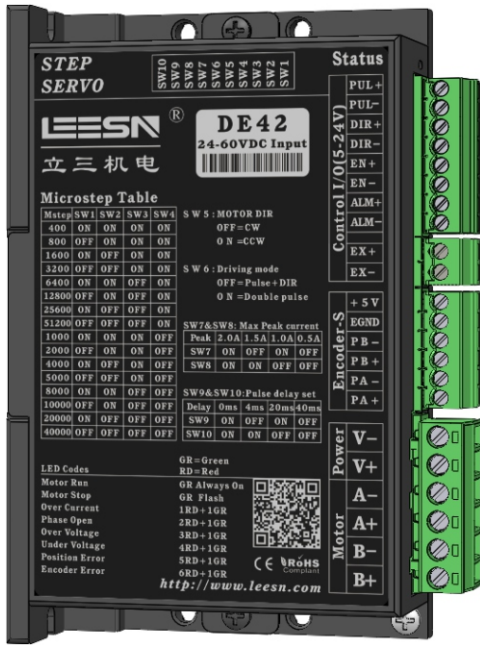 STEP SERVO
SW10 SW9 SW8 SW7 SW6 SW5 SW4 SW3 SW2 SW1
Status
LEESN ®
立三机电
DE42
24-60VDC Input
Microstep Table
Mstep SW1 SW2 SW3 SW4
400 ON ON ON ON
800 OFF ON ON ON
1600 ON OFF ON ON
3200 OFF OFF ON ON
6400 ON ON OFF ON
12800 OFF ON OFF ON
25600 ON OFF OFF ON
51200 OFF OFF OFF ON
1000 ON ON ON OFF
2000 OFF ON ON OFF
4000 ON OFF ON OFF
5000 OFF OFF ON OFF
8000 ON ON OFF OFF
10000 OFF ON OFF OFF
20000 ON OFF OFF OFF
40000 OFF OFF OFF OFF
SW5: MOTOR DIR
OFF=CW
ON=CCW
SW6: Driving mode
OFF=Pulse+DIR
ON=Double pulse
SW7&SW8: Max Peak current
Peak 2.0A 1.5A 1.0A 0.5A
SW7 ON OFF ON OFF
SW8 ON ON OFF OFF
SW9&SW10:Pulse delay set
Delay 0ms 4ms 20ms 40ms
SW9 ON OFF ON OFF
SW10 ON ON OFF OFF
LED Codes
GR=Green
RD=Red
Motor Run GR Always On
Motor Stop GR Flash
Over Current 1RD+1GR
Phase Open 2RD+1GR
Over Voltage 3RD+1GR
Under Voltage 4RD+1GR
Position Error 5RD+1GR
Encoder Error 6RD+1GR
CE RoHS
Compliant
http://www.leesn.com
Control I/O(5-24V)
PUL+
PUL-
DIR+
DIR-
EN+
EN-
ALM+
ALM-
EX+
EX-
Encoder-S
+5V
EGND
PB-
PB+
PA-
PA+
Power
V-
V+
Motor
A-
A+
B-
B+